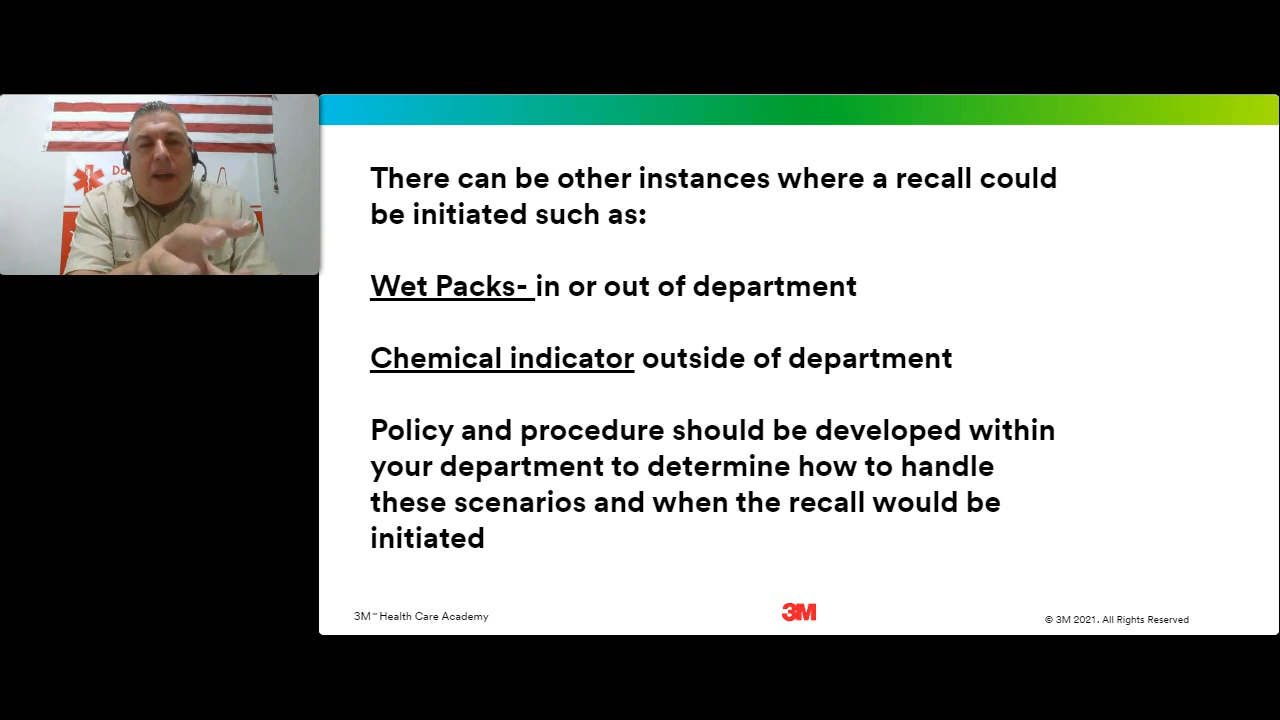 There can be other instances where a recall could
be initiated such as:
Wet Packs- in or out of department
Chemical indicator outside of department
Policy and procedure should be developed within
your department to determine how to handle
these scenarios and when the recall would be
initiated
3M™ Health Care Academy
3M
© 3M 2021. All Rights Reserved